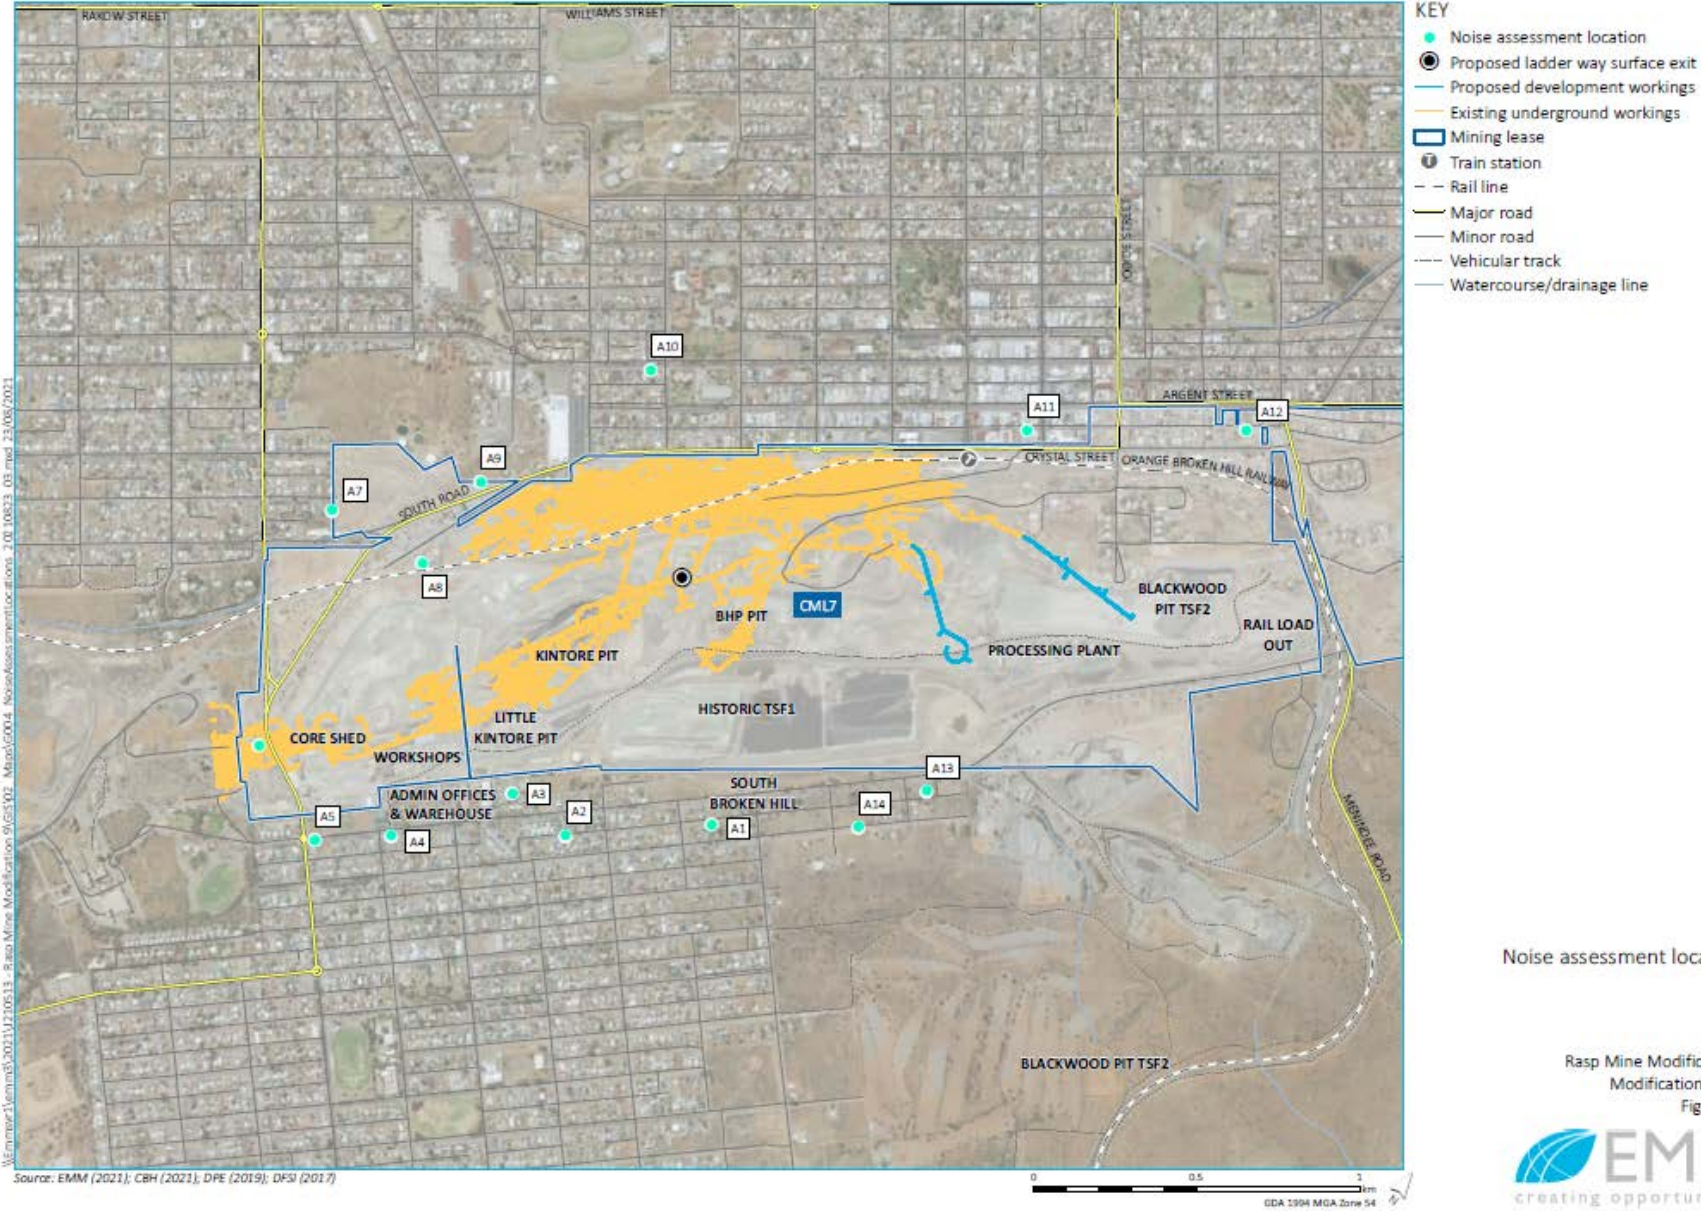 RAKOW STREET
WILLIAMS STREET
KEY
Noise assessment location
Proposed ladder way surface exit
Proposed development workings
Existing underground workings
Mining lease
Train station
Rail line
Major road
Minor road
Vehicular track
Watercourse/drainage line
A10
ARGENT STREET
A11
A12
A9
CRYSTAL STREET
ORANGE BROKEN HILL RAILWAY
A7
SOUTH ROAD
A8
BLACKWOOD
PIT TSF2
CML7
BHP PIT
RAIL LOAD
OUT
KINTORE PIT
PROCESSING PLANT
HISTORIC TSF1
LITTLE
KINTORE PIT
CORE SHED
WORKSHOPS
A13
SOUTH
BROKEN HILL
ADMIN OFFICES
& WAREHOUSE
A3
A2
A14
A5
A1
A4
MENINDEE ROAD
BLACKWOOD PIT TSF2
Noise assessment loca
Rasp Mine Modific
Modification
Fig
EM
creating opportu
Source: EMM (2021); CBH (2021); DPE (2019); DFSI (2017)
0 0.5 1
km
GDA 1994 MGA Zone 54
N